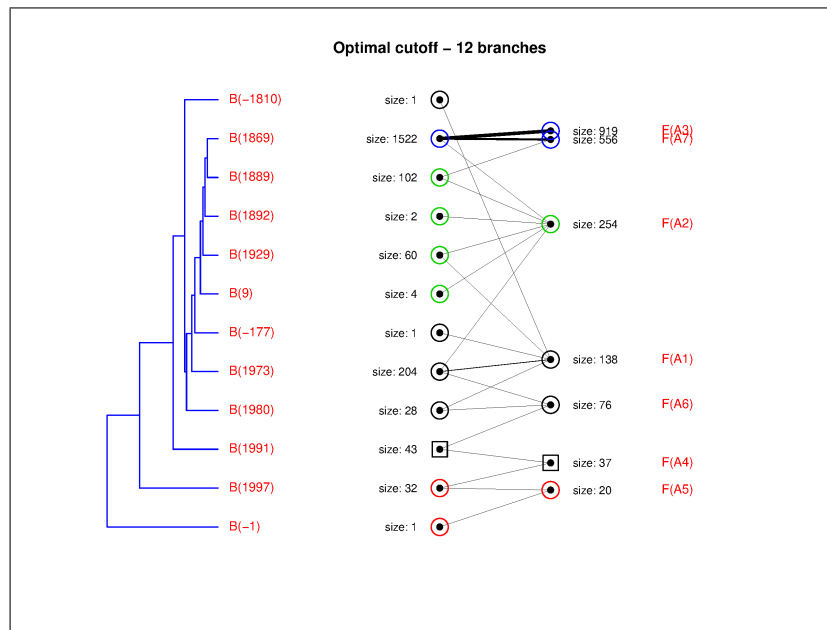 Optimal cutoff – 12 branches
B(−1810) size: 1
size: 919 F(A3)
B(1869) size: 1522 size: 556 F(A7)
B(1889) size: 102
B(1892) size: 2
size: 254 F(A2)
B(1929) size: 60
B(9) size: 4
B(−177) size: 1
size: 138 F(A1)
B(1973) size: 204
size: 76 F(A6)
B(1980) size: 28
B(1991) size: 43
size: 37 F(A4)
B(1997) size: 32 size: 20 F(A5)
B(−1) size: 1